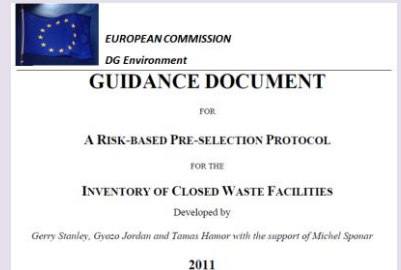 EUROPEAN COMMISSION
DG Environment
GUIDANCE DOCUMENT
FOR
A RISK-BASED PRE-SELECTION PROTOCOL
FOR THE
INVENTORY OF CLOSED WASTE FACILITIES
Developed by
Gerry Stanley, Gyozo Jordan and Tamas Hamor with the support of Michel Sponar
2011